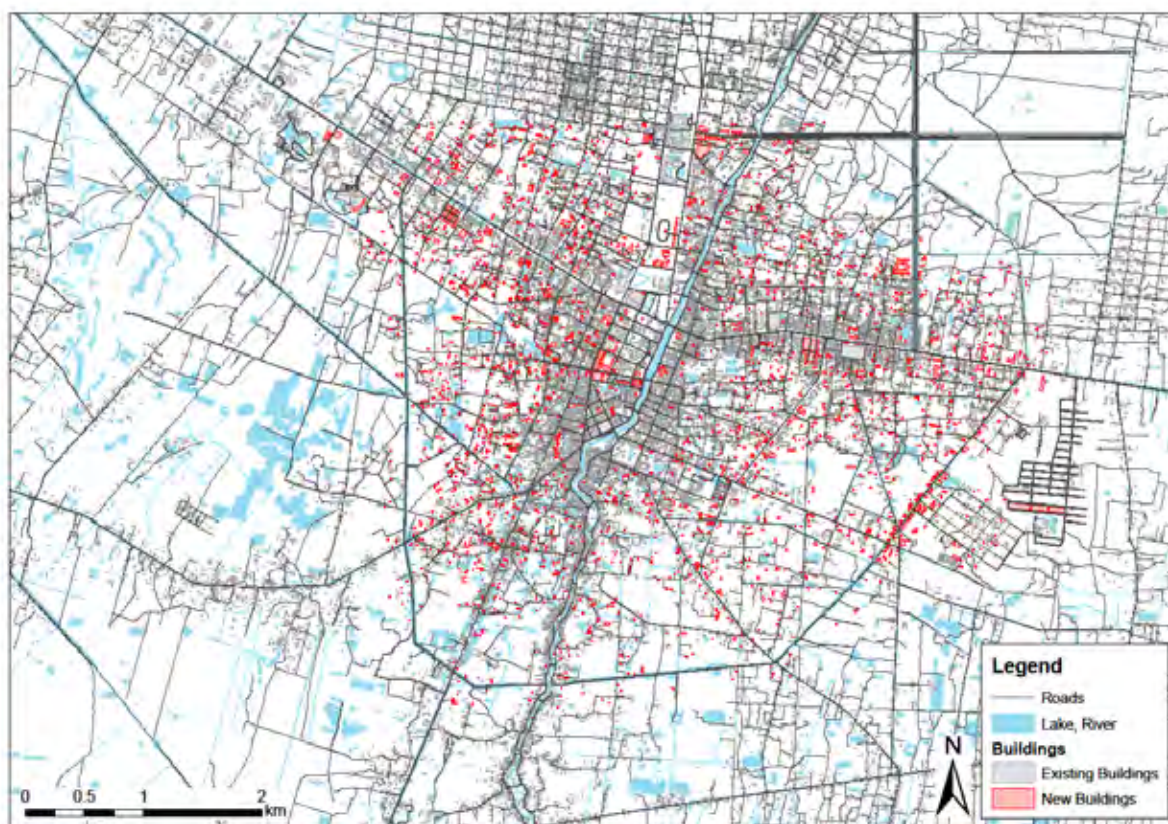 Legend
Roads
Lake, River
Buildings
Existing Buildings
New Buildings
N
0 0.5 1 2
km